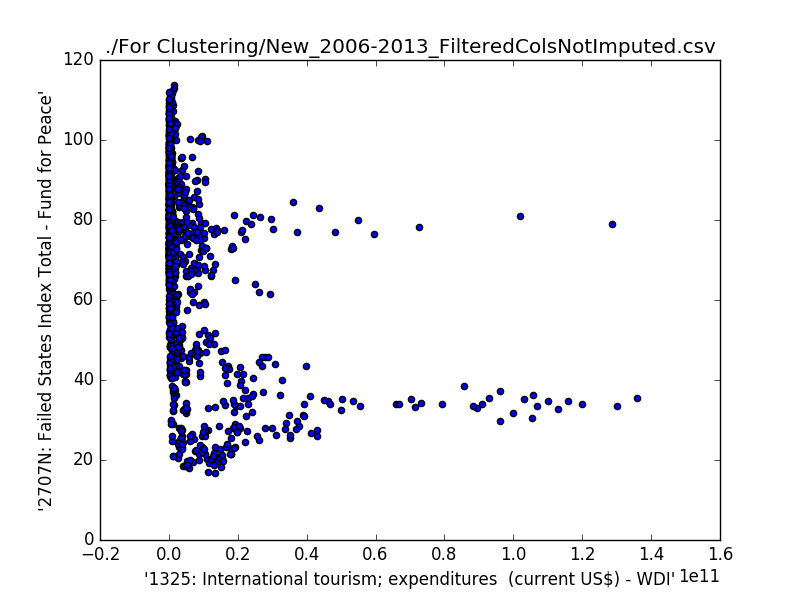 ./For Clustering/New_2006-2013_FilteredColsNotImputed.csv
120
100
80
60
40
20
0
'2707N: Failed States Index Total - Fund for Peace'
−0.2 0.0 0.2 0.4 0.6 0.8 1.0 1.2 1.4 1.6
1e11
'1325: International tourism; expenditures  (current US$) - WDI'